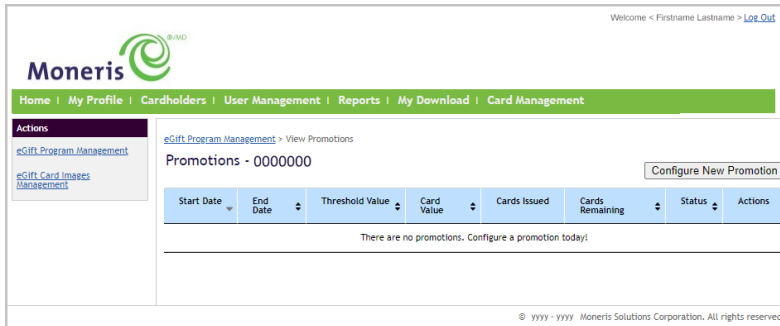 Welcome < Firstname Lastname > Log Out
Moneris ®/MD
Home | My Profile | Cardholders | User Management | Reports | My Download | Card Management
Actions
eGift Program Management
eGift Card Images
Management
eGift Program Management > View Promotions
Promotions - 0000000
Configure New Promotion
Start Date End Date Threshold Value Card Value Cards Issued Cards Remaining Status Actions
There are no promotions. Configure a promotion today!
© yyyy - yyyy Moneris Solutions Corporation. All rights reserved